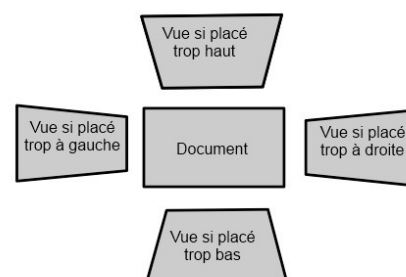 Vue si placé
trop haut
Vue si placé
trop à gauche
Document
Vue si placé
trop à droite
Vue si placé
trop bas